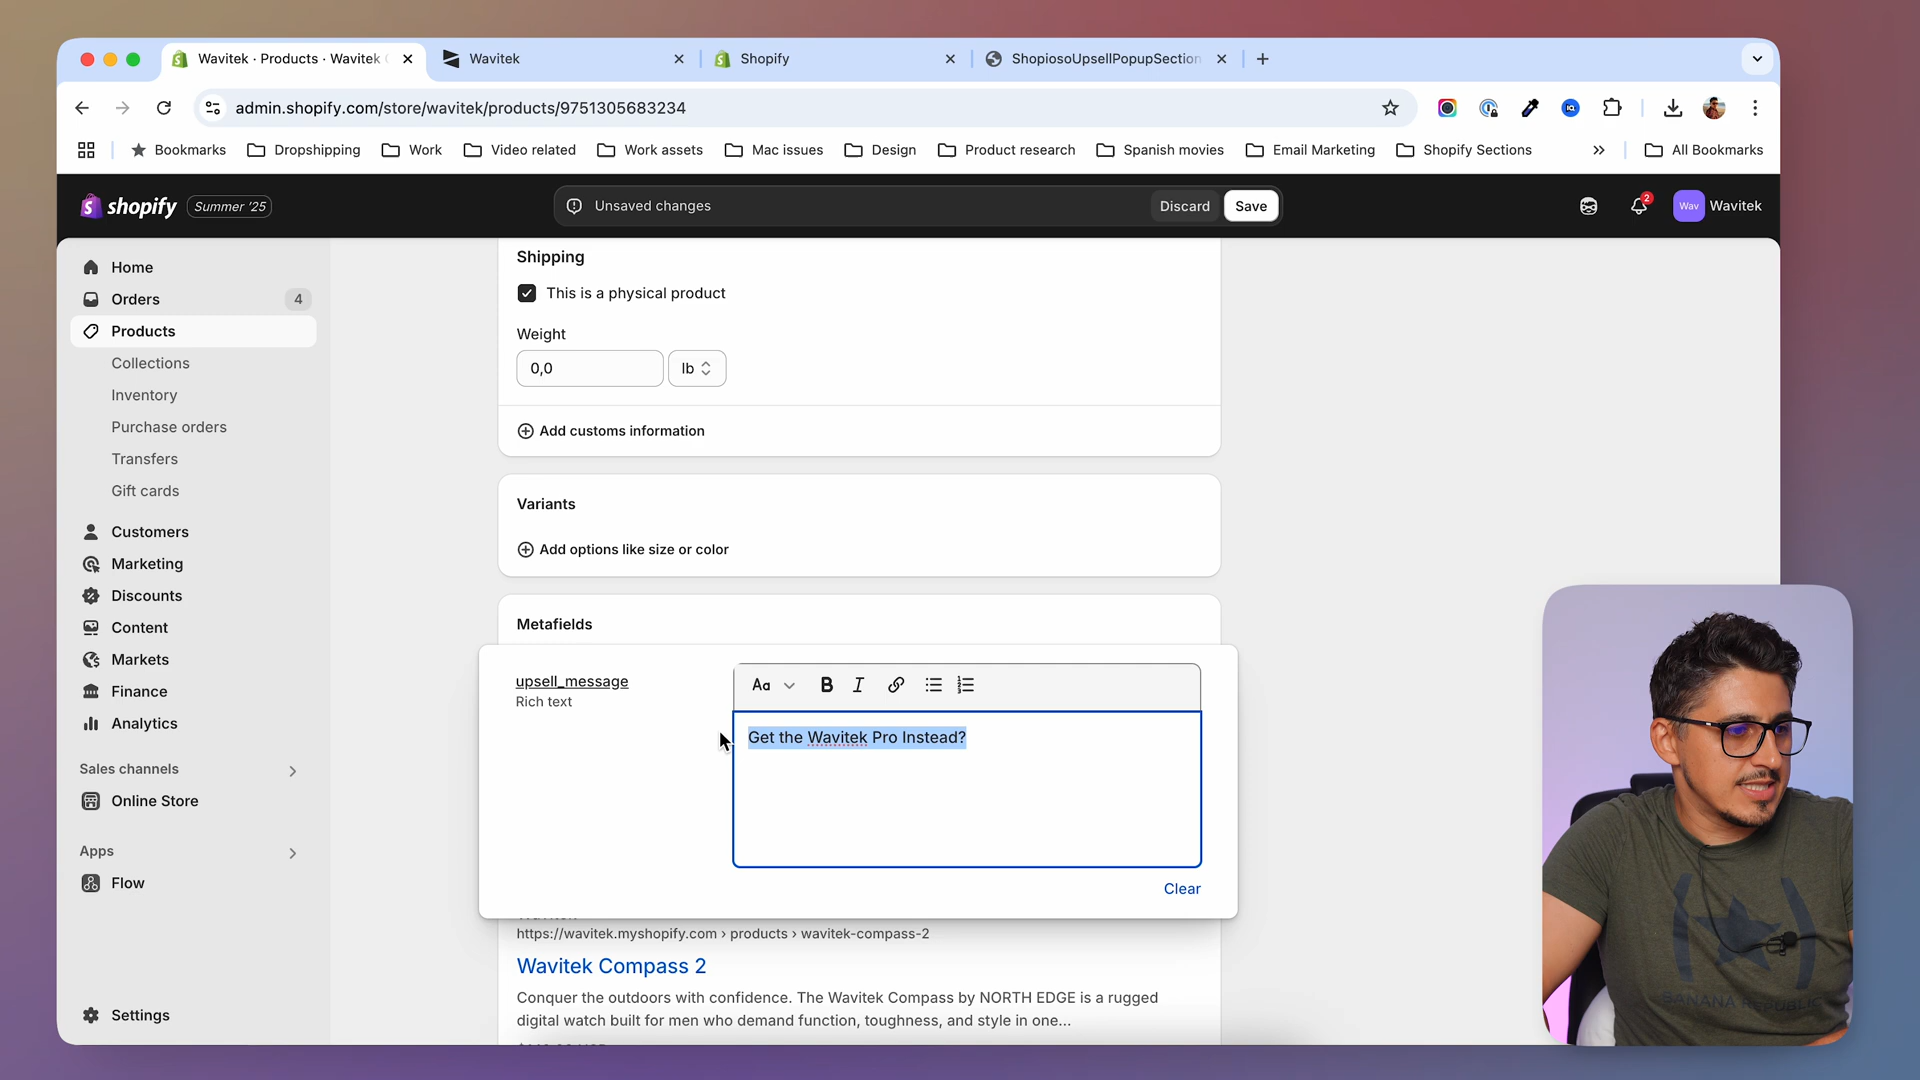 Wavitek · Products · Wavitek
Wavitek
Shopify
ShopiosoUpsellPopupSection
admin.shopify.com/store/wavitek/products/9751305683234
Bookmarks
Dropshipping
Work
Video related
Work assets
Mac issues
Design
Product research
Spanish movies
Email Marketing
Shopify Sections
All Bookmarks
shopify
Summer '25
Unsaved changes
Discard
Save
2
Wav
Wavitek
Home
Orders
4
Products
Collections
Inventory
Purchase orders
Transfers
Gift cards
Customers
Marketing
Discounts
Content
Markets
Finance
Analytics
Sales channels
Online Store
Apps
Flow
Settings
Shipping
This is a physical product
Weight
0,0
lb
Add customs information
Variants
Add options like size or color
Metafields
upsell_message
Rich text
Aa
B
I
Get the Wavitek Pro Instead?
Clear
https://wavitek.myshopify.com › products › wavitek-compass-2
Wavitek Compass 2
Conquer the outdoors with confidence. The Wavitek Compass by NORTH EDGE is a rugged
digital watch built for men who demand function, toughness, and style in one...
BANANA REPUBLIC